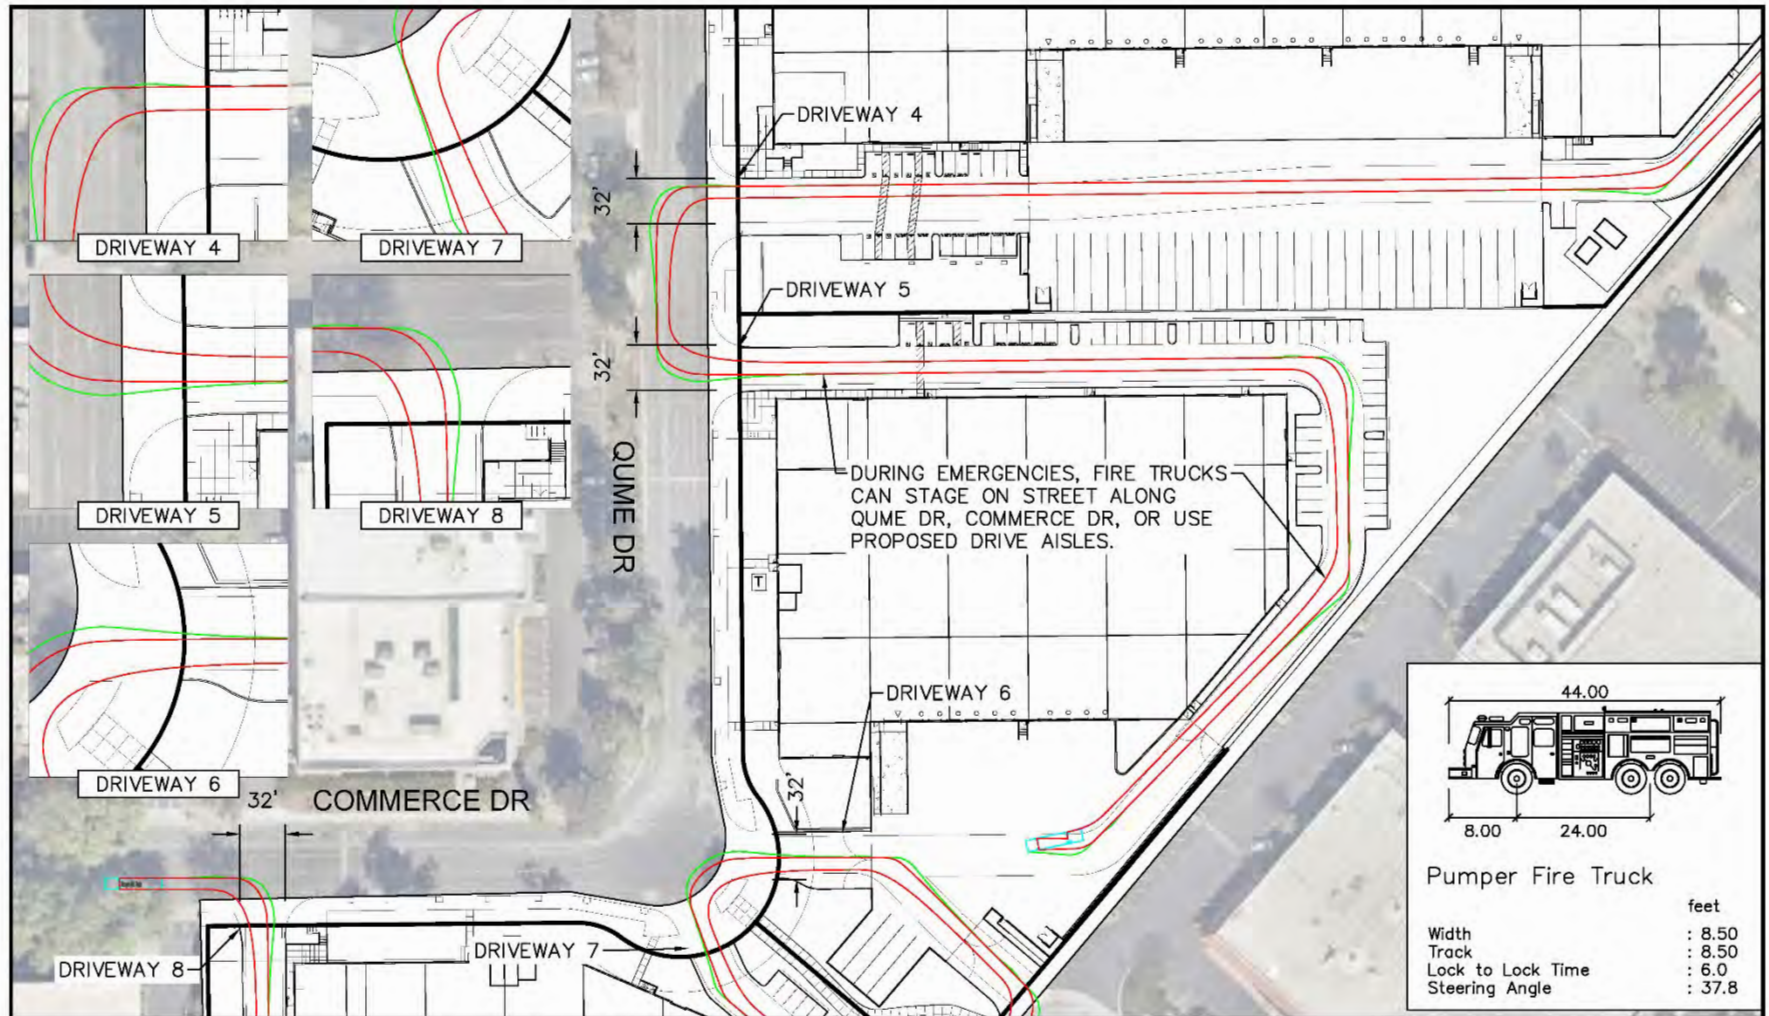 DRIVEWAY 4
DRIVEWAY 7
DRIVEWAY 5
DRIVEWAY 8
DRIVEWAY 6
DRIVEWAY 4
32'
DRIVEWAY 5
32'
QUME DR
DURING EMERGENCIES, FIRE TRUCKS
CAN STAGE ON STREET ALONG
QUME DR, COMMERCE DR, OR USE
PROPOSED DRIVE AISLES.
T
DRIVEWAY 6
32'
32'
COMMERCE DR
DRIVEWAY 7
DRIVEWAY 8
44.00
8.00
24.00
Pumper Fire Truck
feet
Width : 8.50
Track : 8.50
Lock to Lock Time : 6.0
Steering Angle : 37.8